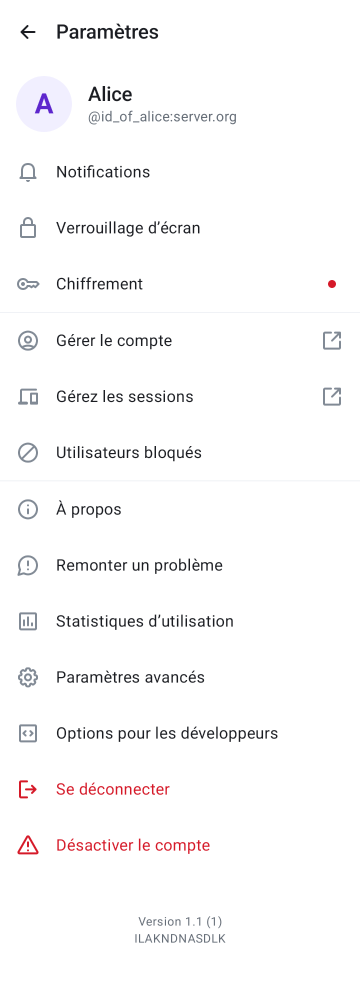 Paramètres
A
Alice
@id_of_alice:server.org
Notifications
Verrouillage d’écran
Chiffrement
Gérer le compte
Gérez les sessions
Utilisateurs bloqués
À propos
Remonter un problème
Statistiques d’utilisation
Paramètres avancés
Options pour les développeurs
Se déconnecter
Désactiver le compte
Version 1.1 (1)
ILAKNDNASDLK